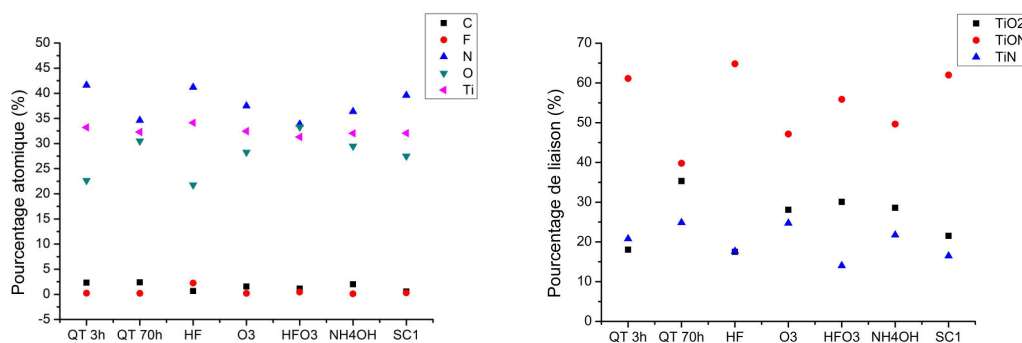 Pourcentage atomique (%)
50
45
40
35
30
25
20
15
10
5
0
-5
QT 3h QT 70h HF O3 HFO3 NH4OH SC1
C
F
N
O
Ti
Pourcentage de liaison (%)
70
60
50
40
30
20
10
0
QT 3h QT 70h HF O3 HFO3 NH4OH SC1
TiO2
TiON
TiN